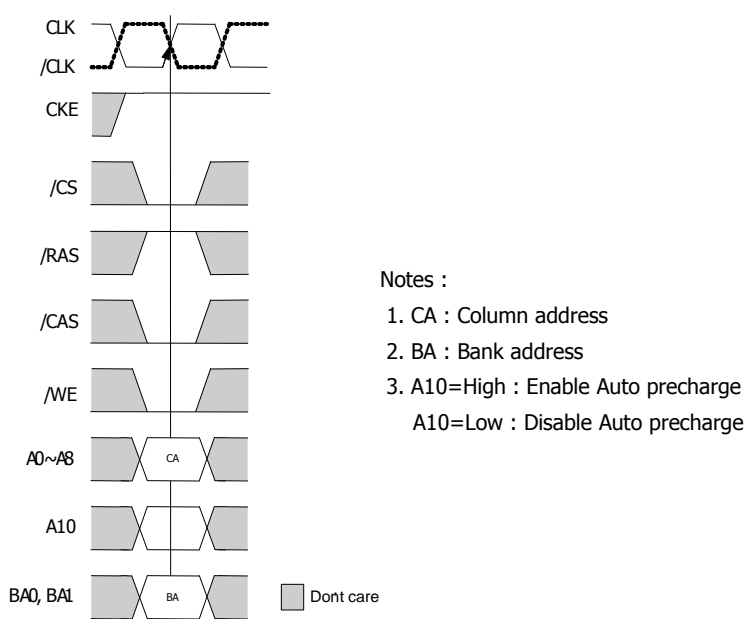 CLK
/CLK
CKE
/CS
/RAS
/CAS
/WE
A0~A8
CA
A10
BA0, BA1
BA
Don't care
Notes :
1. CA : Column address
2. BA : Bank address
3. A10=High : Enable Auto precharge
A10=Low : Disable Auto precharge